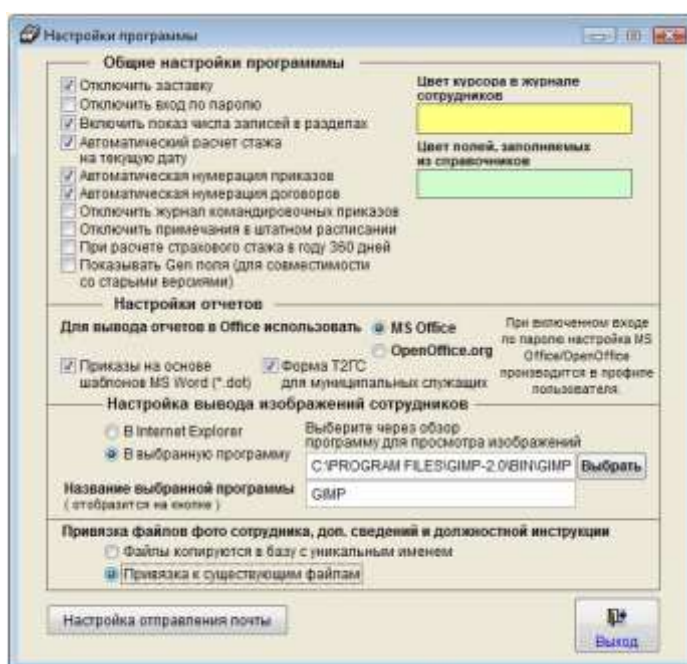 Настройки программы
Общие настройки программмы
Отключить заставку
Отключить вход по паролю
Включить показ числа записей в разделах
Автоматический расчет стажа
на текущую дату
Автоматическая нумерация приказов
Автоматическая нумерация договоров
Отключить журнал командировочных приказов
Отключить примечания в штатном расписании
При расчете страхового стажа в году 360 дней
Показывать Gen поля (для совместимости
со старыми версиями)
Цвет курсора в журнале
сотрудников
Цвет полей, заполняемых
из справочников
Настройки отчетов
Для вывода отчетов в Office использовать
MS Office
OpenOffice.org
При включенном входе
по паролю настройка MS
Office/OpenOffice
производится в профиле
пользователя.
Приказы на основе
шаблонов MS Word (*.dot)
Форма Т2ГС
для муниципальных служащих
Настройка вывода изображений сотрудников
В Internet Explorer
В выбранную программу
Выберите через обзор
программу для просмотра изображений
C:\PROGRAM FILES\GIMP-2.0\BIN\GIMP
Выбрать
Название выбранной программы
( отобразится на кнопке )
GIMP
Привязка файлов фото сотрудника, доп. сведений и должностной инструкции
Файлы копируются в базу с уникальным именем
Привязка к существующим файлам
Настройка отправления почты
Выход